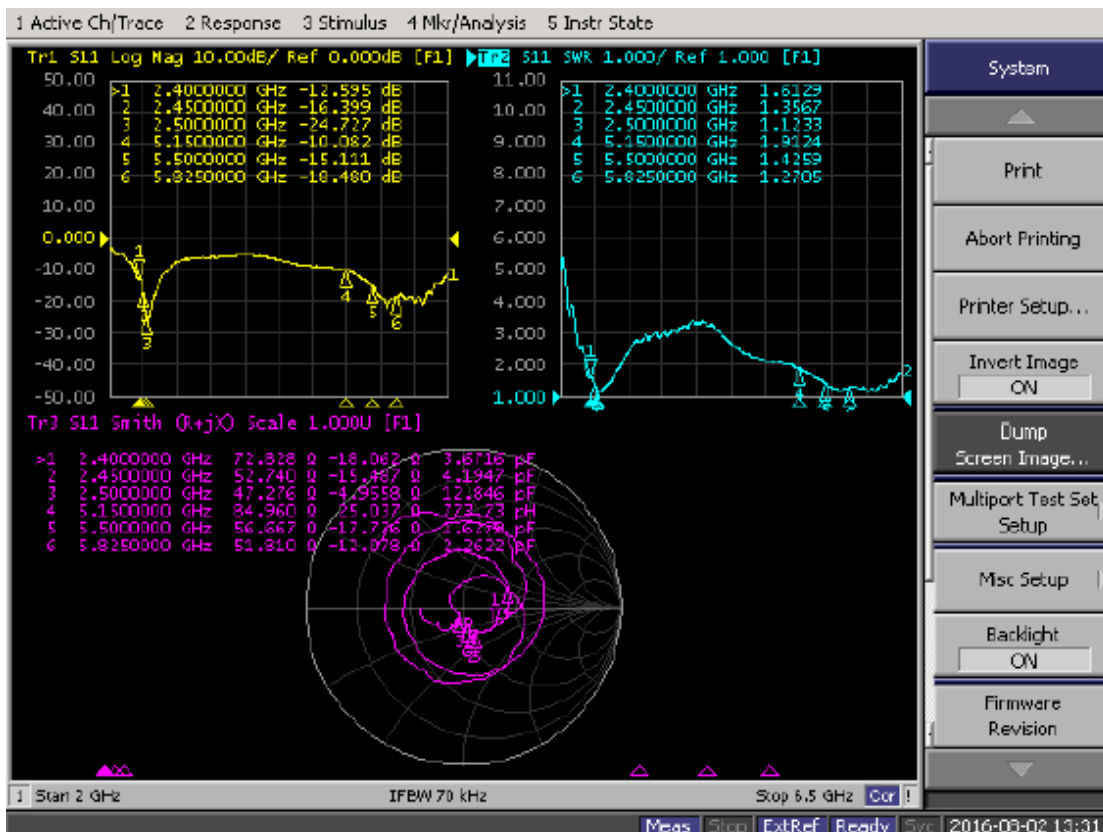 1 Active Ch/Trace 2 Response 3 Stimulus 4 Mkr/Analysis 5 Instr State
Tr1 S11 Log Mag 10.00dB/ Ref 0.000dB [F1]
50.00
40.00
30.00
20.00
10.00
0.000
-10.00
-20.00
-30.00
-40.00
-50.00
>1 2.4000000 GHz -12.595 dB
2 2.4500000 GHz -16.399 dB
3 2.5000000 GHz -24.727 dB
4 5.1500000 GHz -10.082 dB
5 5.5000000 GHz -15.111 dB
6 5.8250000 GHz -18.480 dB
1
3
4
5
6
1
Tr2 S11 SWR 1.000/ Ref 1.000 [F1]
11.00
10.00
9.000
8.000
7.000
6.000
5.000
4.000
3.000
2.000
1.000
>1 2.4000000 GHz 1.6129
2 2.4500000 GHz 1.3567
3 2.5000000 GHz 1.1233
4 5.1500000 GHz 1.9124
5 5.5000000 GHz 1.4259
6 5.8250000 GHz 1.2705
1
2
Tr3 S11 Smith (R+jX) Scale 1.000U [F1]
>1 2.4000000 GHz 72.828 Ω -18.062 Ω 3.6716 pF
2 2.4500000 GHz 52.740 Ω -15.487 Ω 4.1947 pF
3 2.5000000 GHz 47.276 Ω -4.9558 Ω 12.846 pF
4 5.1500000 GHz 84.960 Ω 25.037 Ω 773.73 pH
5 5.5000000 GHz 56.667 Ω
6 5.8250000 GHz 51.810 Ω -12.078 Ω 2.2622 pF
1 Start 2 GHz IFBW 70 kHz Stop 6.5 GHz Cor !
Meas Stop ExtRef Ready Svc 2016-08-02 13:31
System
Print
Abort Printing
Printer Setup...
Invert Image
ON
Dump
Screen Image...
Multiport Test Set
Setup
Misc Setup
Backlight
ON
Firmware
Revision